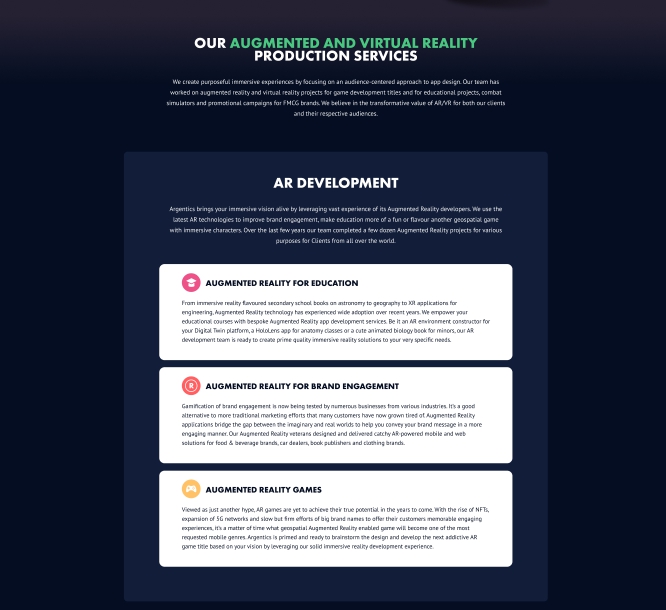 OUR AUGMENTED AND VIRTUAL REALITY
PRODUCTION SERVICES
We create purposeful immersive experiences by focusing on an audience-centered approach to app design. Our team has
worked on augmented reality and virtual reality projects for game development titles and for educational projects, combat
simulators and promotional campaigns for FMCG brands. We believe in the transformative value of AR/VR for both our clients
and their respective audiences.
AR DEVELOPMENT
Argentics brings your immersive vision alive by leveraging vast experience of its Augmented Reality developers. We use the
latest AR technologies to improve brand engagement, make education more of a fun or flavour another geospatial game
with immersive characters. Over the last few years our team completed a few dozen Augmented Reality projects for various
purposes for Clients from all over the world.
AUGMENTED REALITY FOR EDUCATION
From immersive reality flavoured secondary school books on astronomy to geography to XR applications for
engineering, Augmented Reality technology has experienced wide adoption over recent years. We empower your
educational courses with bespoke Augmented Reality app development services. Be it an AR environment constructor for
your Digital Twin platform, a HoloLens app for anatomy classes or a cute animated biology book for minors, our AR
development team is ready to create prime quality immersive reality solutions to your very specific needs.
R
AUGMENTED REALITY FOR BRAND ENGAGEMENT
Gamification of brand engagement is now being tested by numerous businesses from various industries. It's a good
alternative to more traditional marketing efforts that many customers have now grown tired of. Augmented Reality
applications bridge the gap between the imaginary and real worlds to help you convey your brand message in a more
engaging manner. Our Augmented Reality veterans designed and delivered catchy AR-powered mobile and web
solutions for food & beverage brands, car dealers, book publishers and clothing brands.
AUGMENTED REALITY GAMES
Viewed as just another hype, AR games are yet to achieve their true potential in the years to come. With the rise of NFTs,
expansion of 5G networks and slow but firm efforts of big brand names to offer their customers memorable engaging
experiences, it's a matter of time what geospatial Augmented Reality enabled game will become one of the most
requested mobile genres. Argentics is primed and ready to brainstorm the design and develop the next addictive AR
game title based on your vision by leveraging our solid immersive reality development experience.